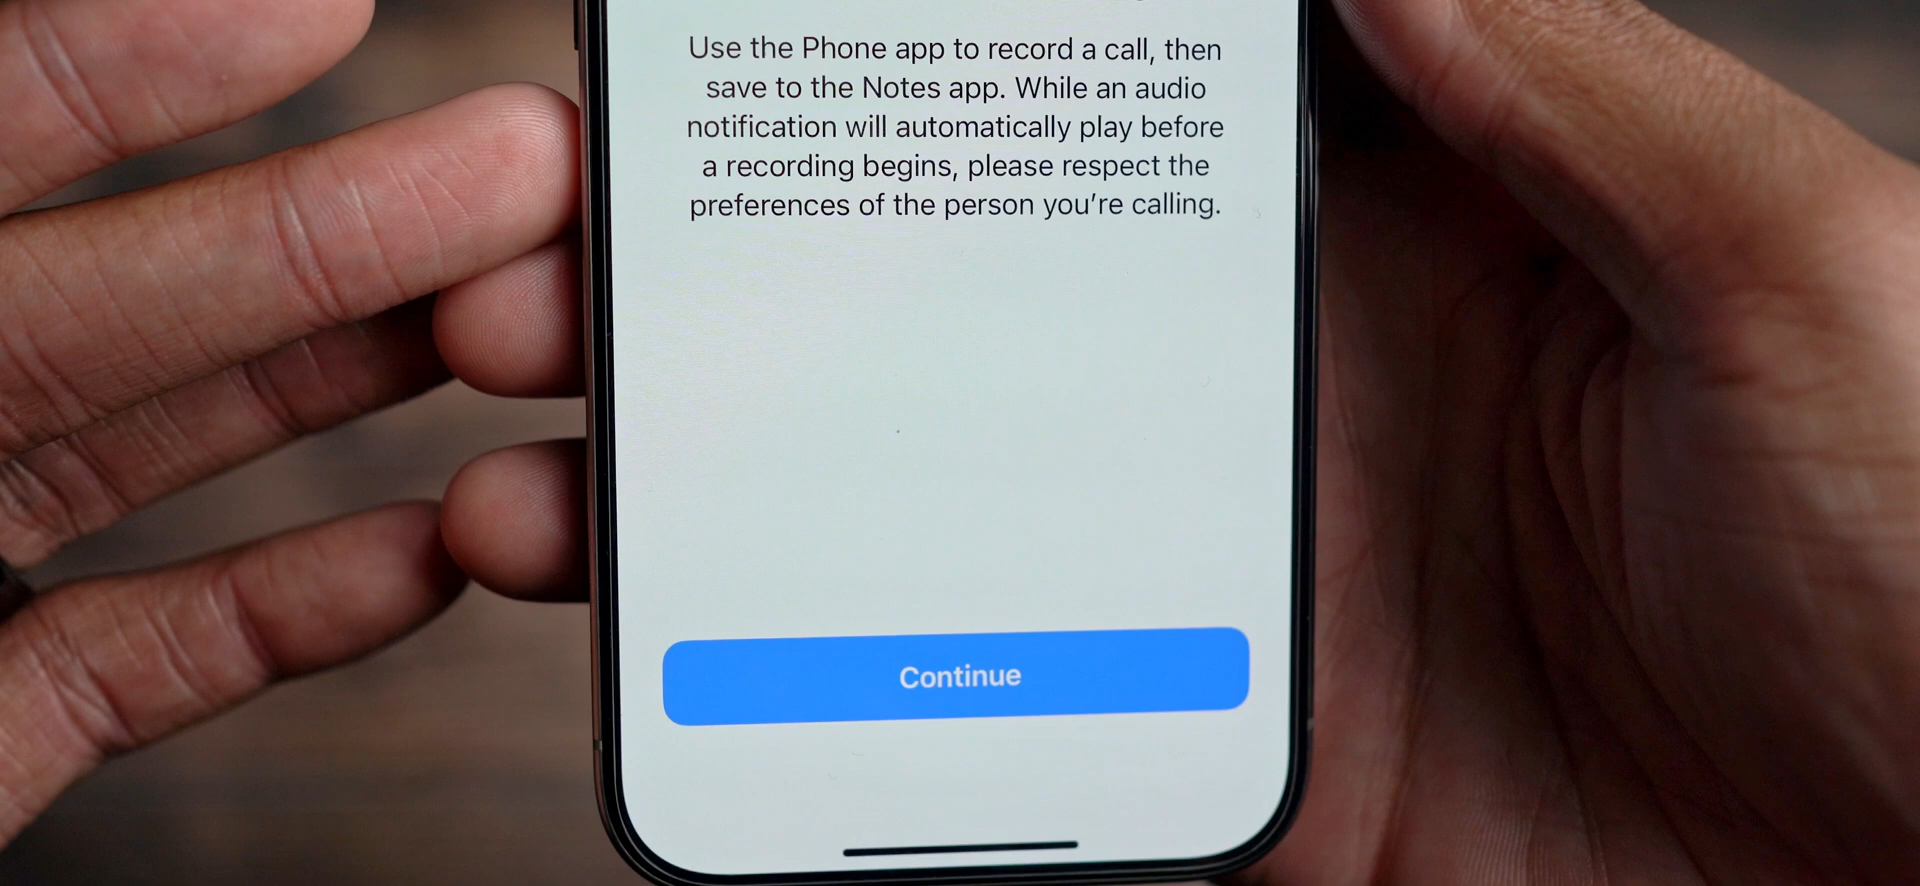 Use the Phone app to record a call, then
save to the Notes app. While an audio
notification will automatically play before
a recording begins, please respect the
preferences of the person you’re calling.
Continue